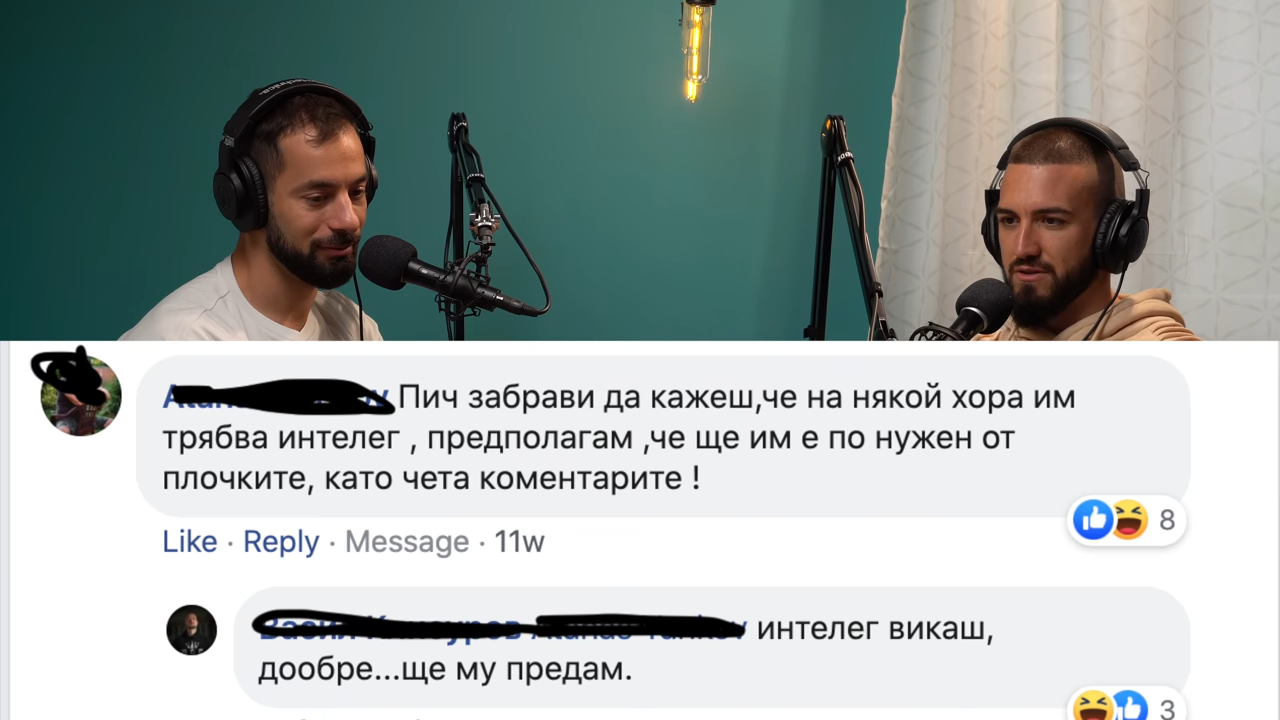 Пич забрави да кажеш,че на някой хора им
трябва интелег , предполагам ,че ще им е по нужен от
плочките, като чета коментарите !
8
Like · Reply · Message · 11w
интелег викаш,
дообре...ще му предам.
3